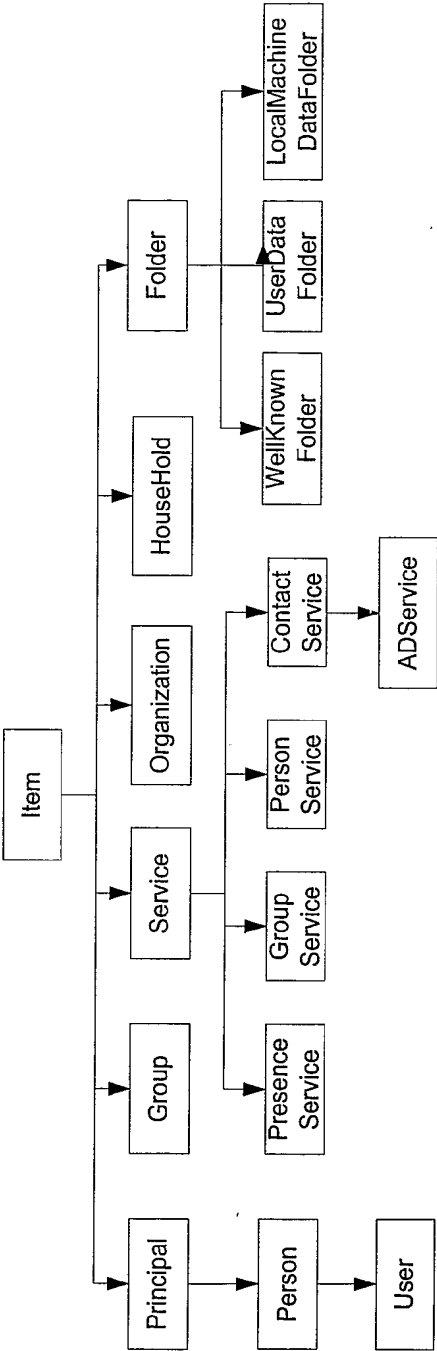 Item
Principal
Group
Service
Organization
HouseHold
Folder
Person
Presence
Service
Group
Service
Person
Service
Contact
Service
WellKnown
Folder
UserData
Folder
LocalMachine
DataFolder
User
ADService